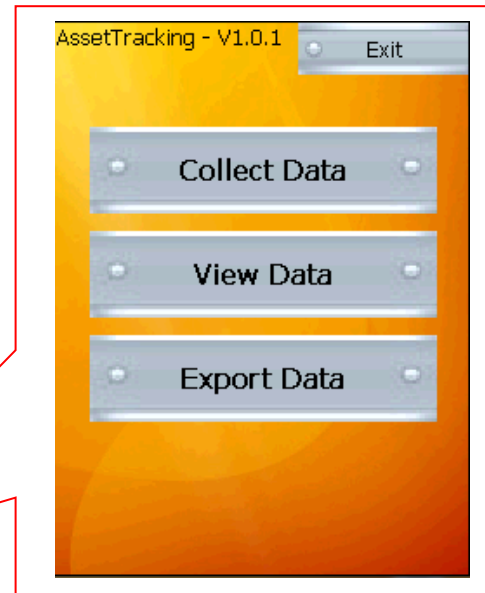 AssetTracking - V1.0.1
Exit
Collect Data
View Data
Export Data